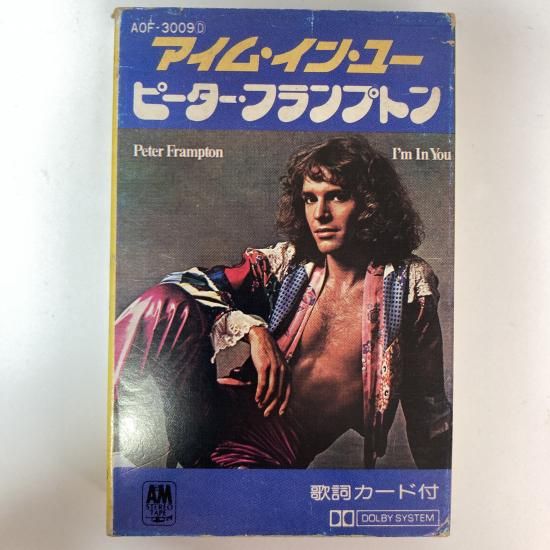 AOF-3009Ⓓ
アイム・イン・ユー
ピーター・フランプトン
Peter Frampton
I'm In You
歌詞カード付
AM
STEREO
TAPE
DOLBY SYSTEM